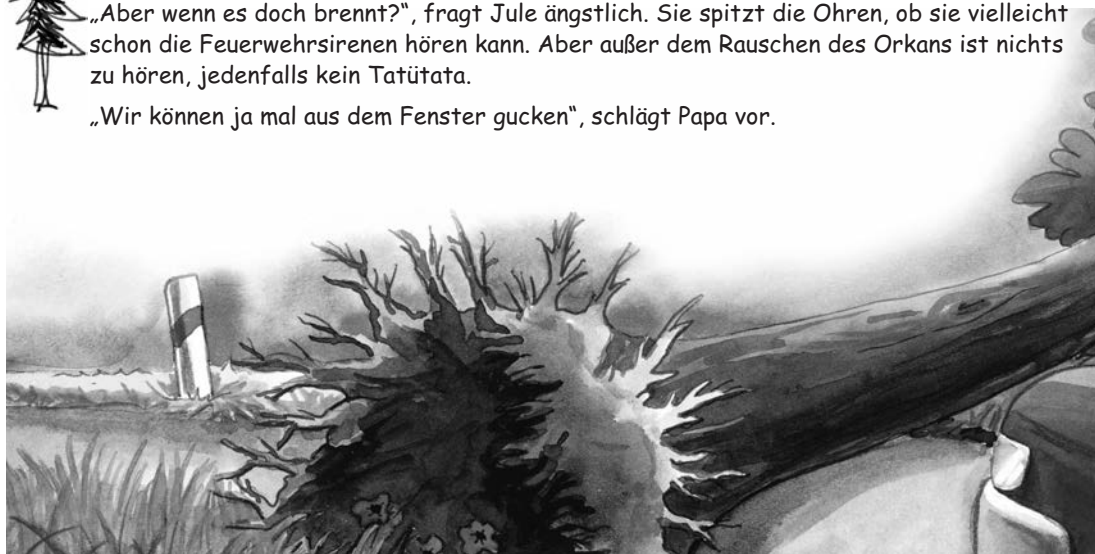 „Aber wenn es doch brennt?“, fragt Jule ängstlich. Sie spitzt die Ohren, ob sie vielleicht
schon die Feuerwehrsirenen hören kann. Aber außer dem Rauschen des Orkans ist nichts
zu hören, jedenfalls kein Tatütata.
„Wir können ja mal aus dem Fenster gucken“, schlägt Papa vor.